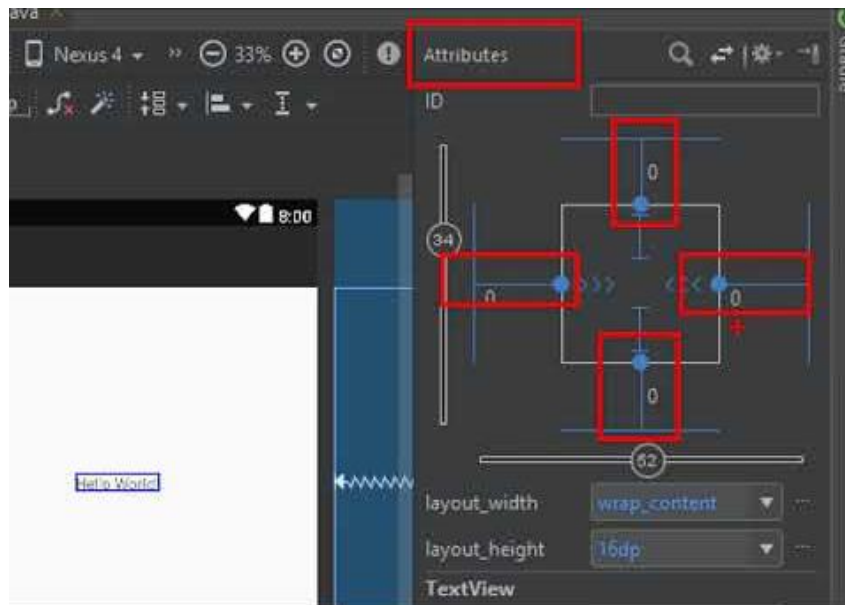 ava ×
Nexus 4 33%
Attributes
ID
0
8:00
34
0 0
0
Hello World!
52
layout_width wrap_content
layout_height 16dp
TextView